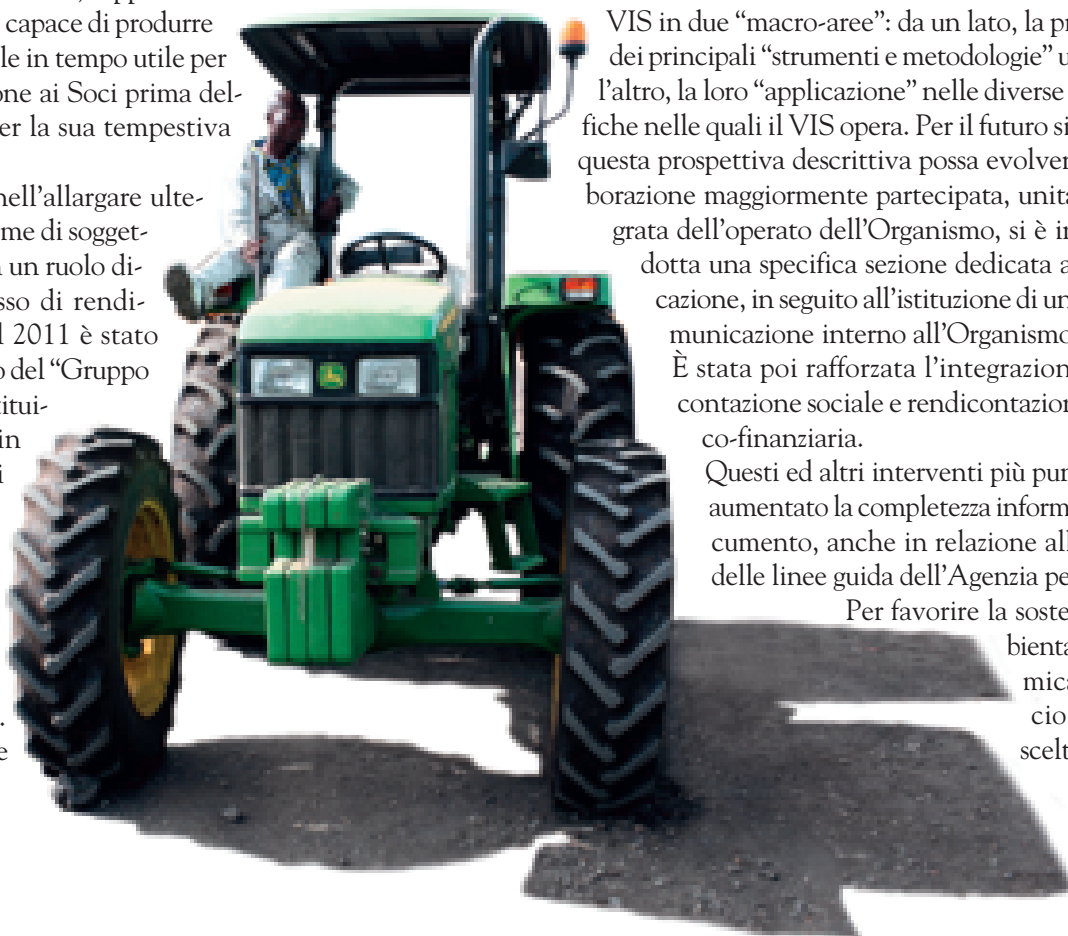 capace di produrre
le in tempo utile per
one ai Soci prima del-
er la sua tempestiva
nell’allargare ulte-
me di sogget-
un ruolo di-
sso di rendi-
l 2011 è stato
o del “Gruppo
titui-
in
i
.
e
VIS in due “macro-aree”: da un lato, la pr
dei principali “strumenti e metodologie” u
l’altro, la loro “applicazione” nelle diverse
fiche nelle quali il VIS opera. Per il futuro si
questa prospettiva descrittiva possa evolver
borazione maggiormente partecipata, unita
grata dell’operato dell’Organismo, si è in
dotta una specifica sezione dedicata a
cazione, in seguito all’istituzione di un
municazione interno all’Organismo
È stata poi rafforzata l’integrazion
contazione sociale e rendicontazion
co-finanziaria.
Questi ed altri interventi più pun
aumentato la completezza inform
cumento, anche in relazione all
delle linee guida dell’Agenzia pe
Per favorire la soste
bienta
mica
cio
scelt